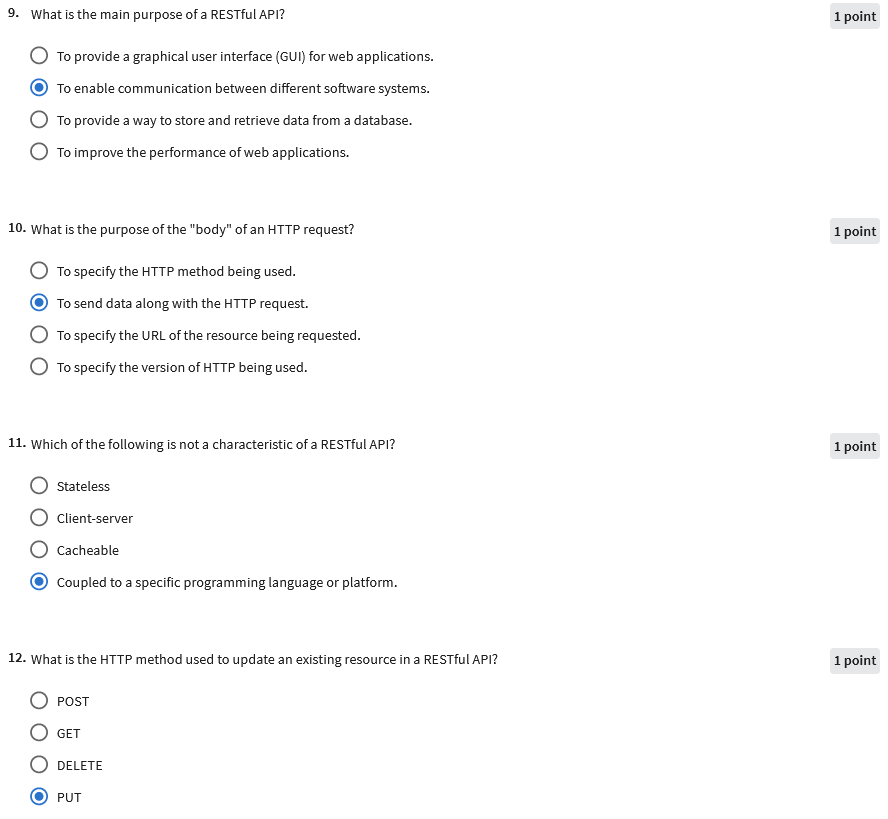 9. What is the main purpose of a RESTful API?
1 point
To provide a graphical user interface (GUI) for web applications.
To enable communication between different software systems.
To provide a way to store and retrieve data from a database.
To improve the performance of web applications.
10. What is the purpose of the "body" of an HTTP request?
1 point
To specify the HTTP method being used.
To send data along with the HTTP request.
To specify the URL of the resource being requested.
To specify the version of HTTP being used.
11. Which of the following is not a characteristic of a RESTful API?
1 point
Stateless
Client-server
Cacheable
Coupled to a specific programming language or platform.
12. What is the HTTP method used to update an existing resource in a RESTful API?
1 point
POST
GET
DELETE
PUT